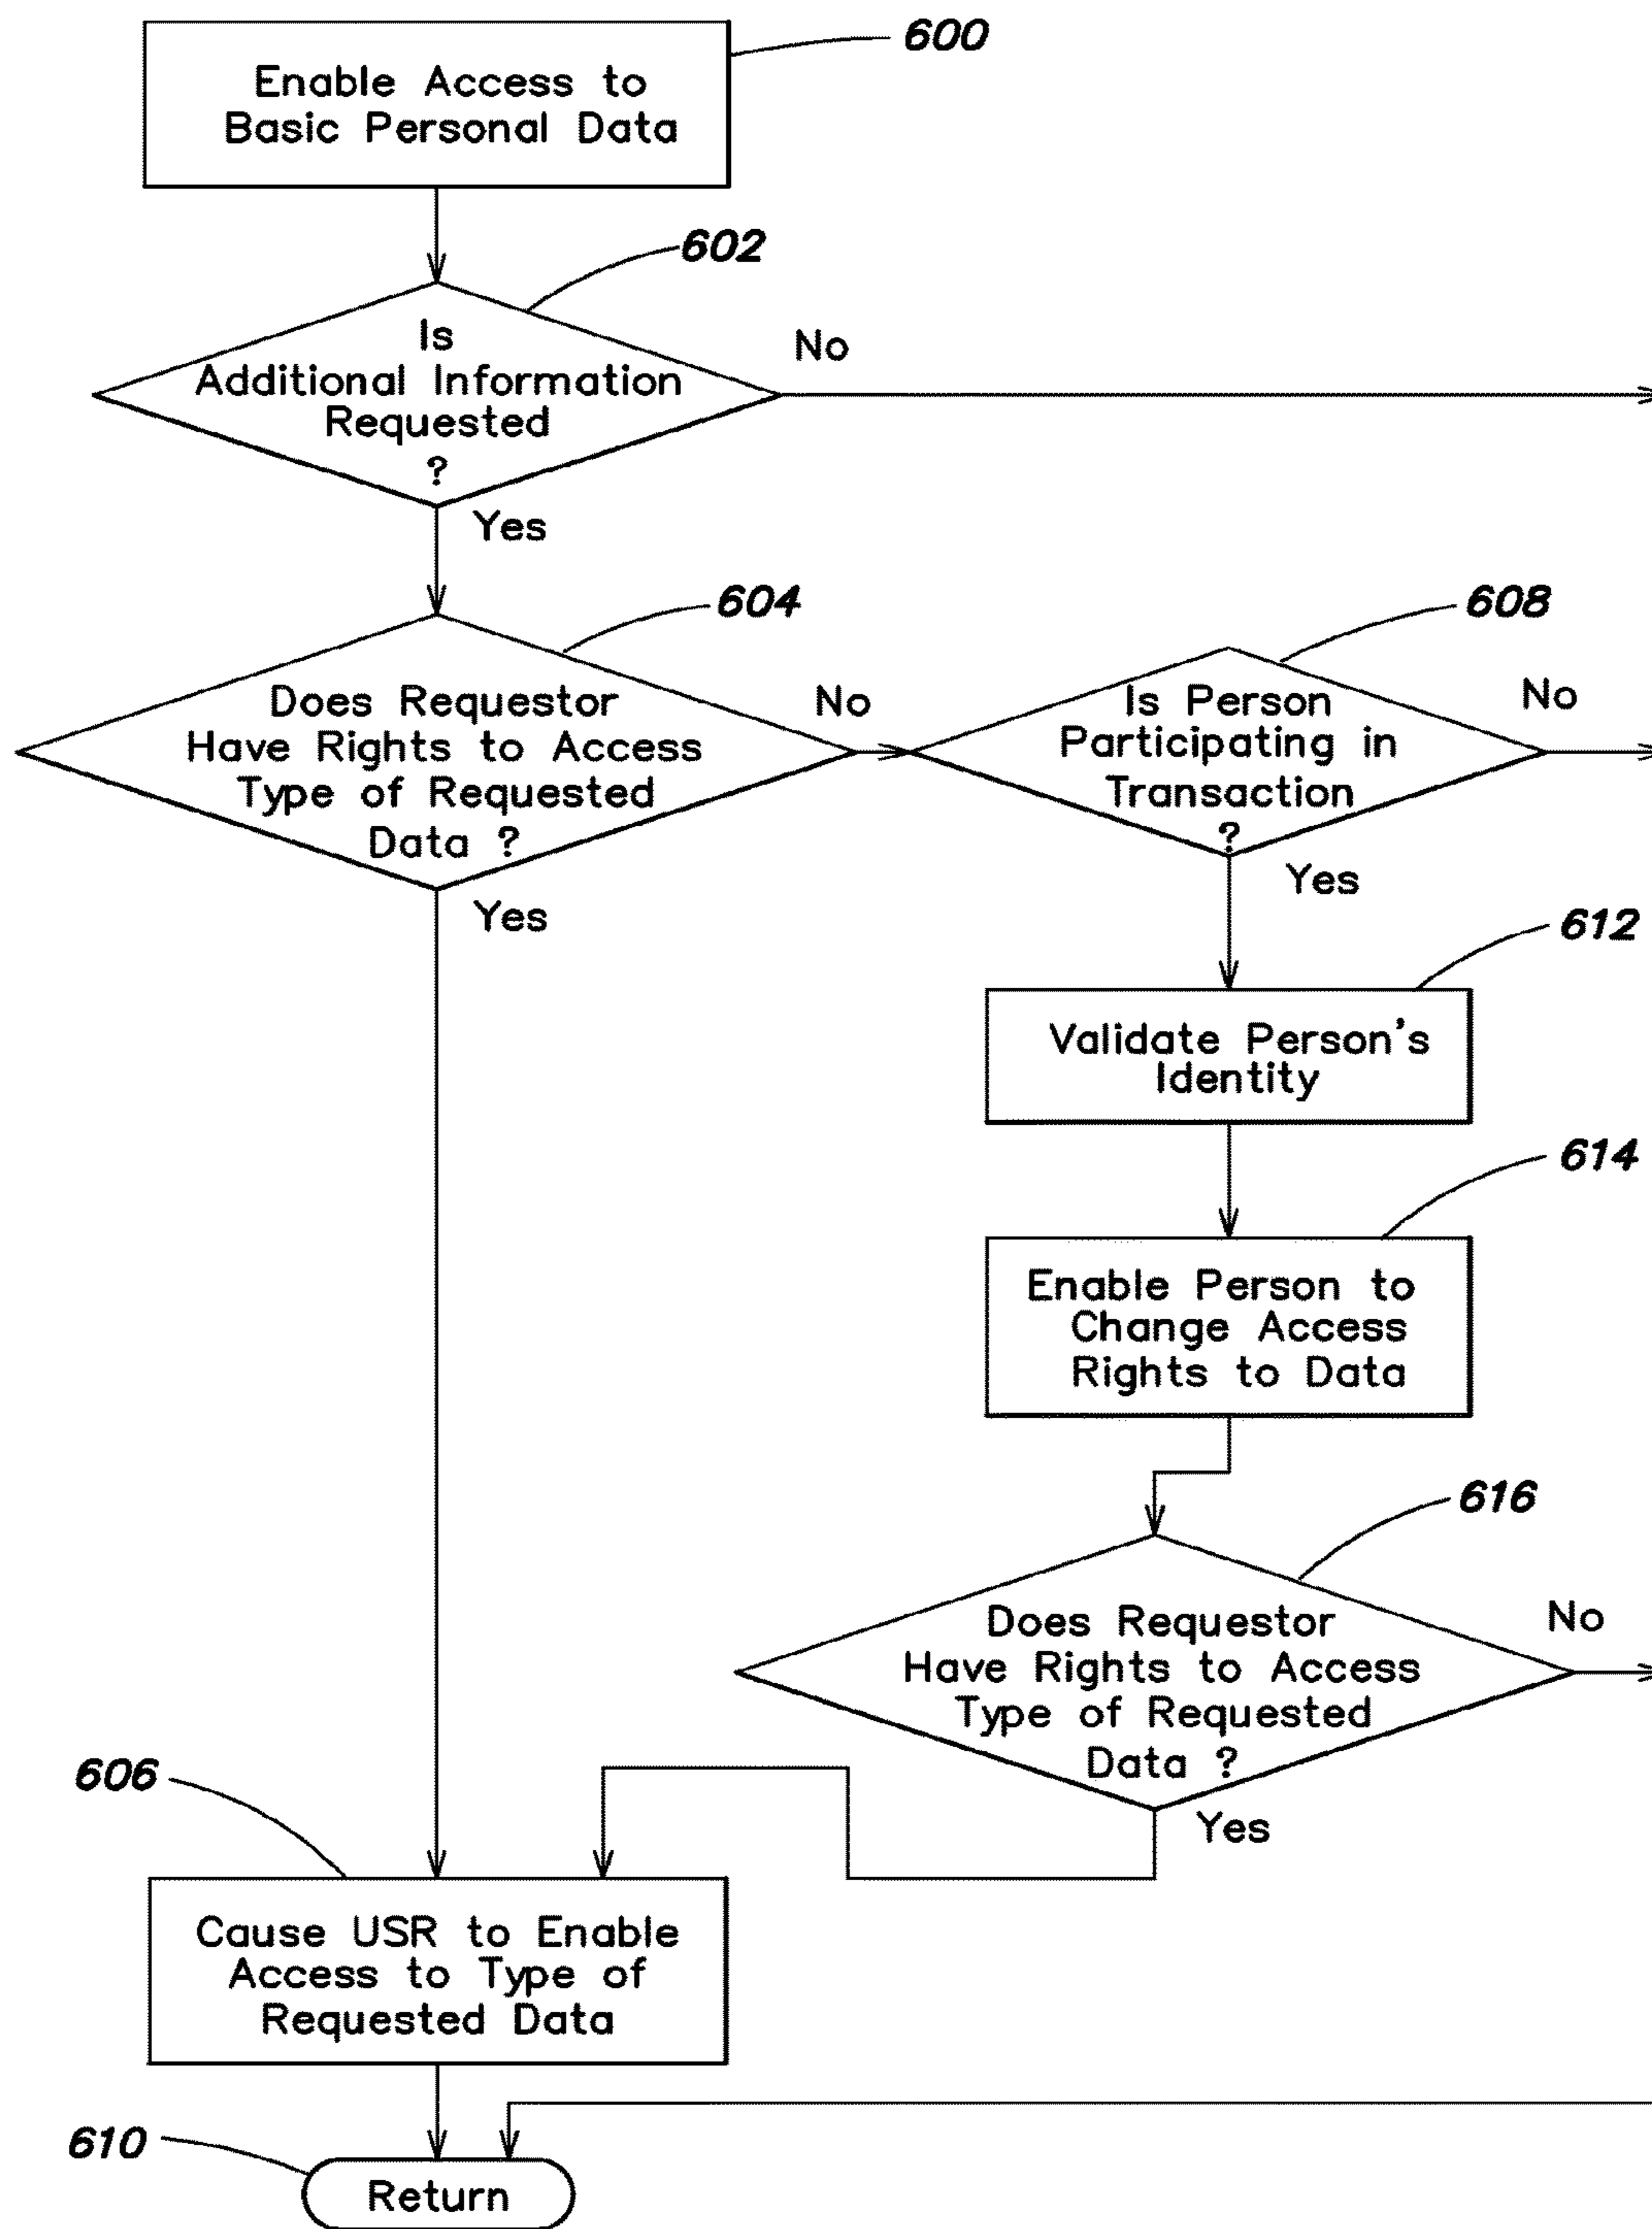 600
Enable Access to
Basic Personal Data
602
Is
Additional Information
Requested
?
No
Yes
604
Does Requestor
Have Rights to Access
Type of Requested
Data ?
No
Yes
608
Is Person
Participating in
Transaction
?
No
Yes
612
Validate Person's
Identity
614
Enable Person to
Change Access
Rights to Data
616
Does Requestor
Have Rights to Access
Type of Requested
Data ?
No
Yes
606
Cause USR to Enable
Access to Type of
Requested Data
610
Return